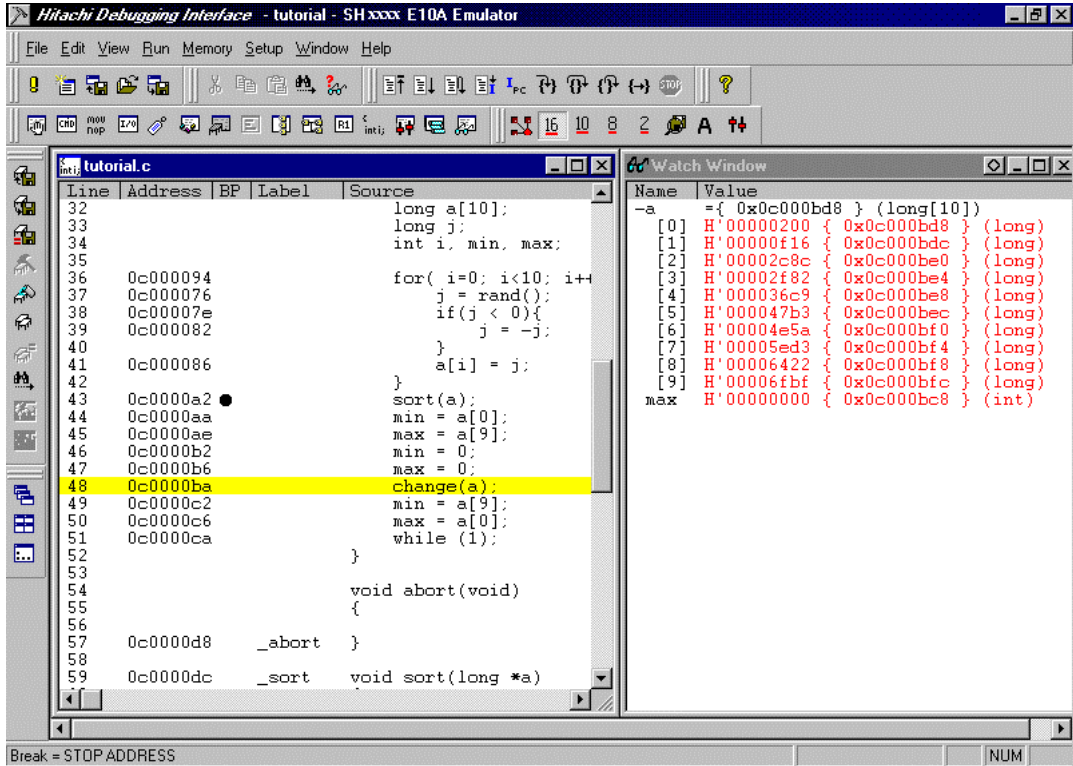 Hitachi Debugging Interface - tutorial - SHxxxx E10A Emulator
File Edit View Run Memory Setup Window Help
16 10 8 2 A
tutorial.c
Line Address BP Label Source
32 long a[10];
33 long j;
34 int i, min, max;
35
36 0c000094 for( i=0; i<10; i++
37 0c000076 j = rand();
38 0c00007e if(j < 0){
39 0c000082 j = -j;
40 }
41 0c000086 a[i] = j;
42 }
43 0c0000a2 ● sort(a);
44 0c0000aa min = a[0];
45 0c0000ae max = a[9];
46 0c0000b2 min = 0;
47 0c0000b6 max = 0;
48 0c0000ba change(a);
49 0c0000c2 min = a[9];
50 0c0000c6 max = a[0];
51 0c0000ca while (1);
52 }
53
54 void abort(void)
55 {
56
57 0c0000d8 _abort }
58
59 0c0000dc _sort void sort(long *a)
Watch Window
Name Value
-a ={ 0x0c000bd8 } (long[10])
[0] H'00000200 { 0x0c000bd8 } (long)
[1] H'00000f16 { 0x0c000bdc } (long)
[2] H'00002c8c { 0x0c000be0 } (long)
[3] H'00002f82 { 0x0c000be4 } (long)
[4] H'000036c9 { 0x0c000be8 } (long)
[5] H'000047b3 { 0x0c000bec } (long)
[6] H'00004e5a { 0x0c000bf0 } (long)
[7] H'00005ed3 { 0x0c000bf4 } (long)
[8] H'00006422 { 0x0c000bf8 } (long)
[9] H'00006fbf { 0x0c000bfc } (long)
max H'00000000 { 0x0c000bc8 } (int)
Break = STOP ADDRESS
NUM